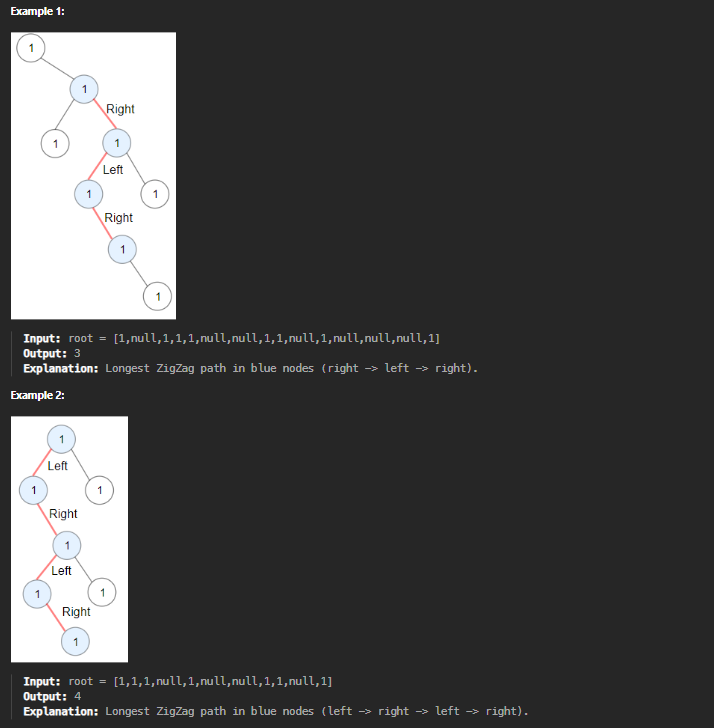 Example 1:
1
1
Right
1
1
Left
1
1
Right
1
1
Input: root = [1,null,1,1,1,null,null,1,1,null,1,null,null,null,1]
Output: 3
Explanation: Longest ZigZag path in blue nodes (right -> left -> right).
Example 2:
1
Left
1
1
Right
1
Left
1
1
Right
1
Input: root = [1,1,1,null,1,null,null,1,1,null,1]
Output: 4
Explanation: Longest ZigZag path in blue nodes (left -> right -> left -> right).